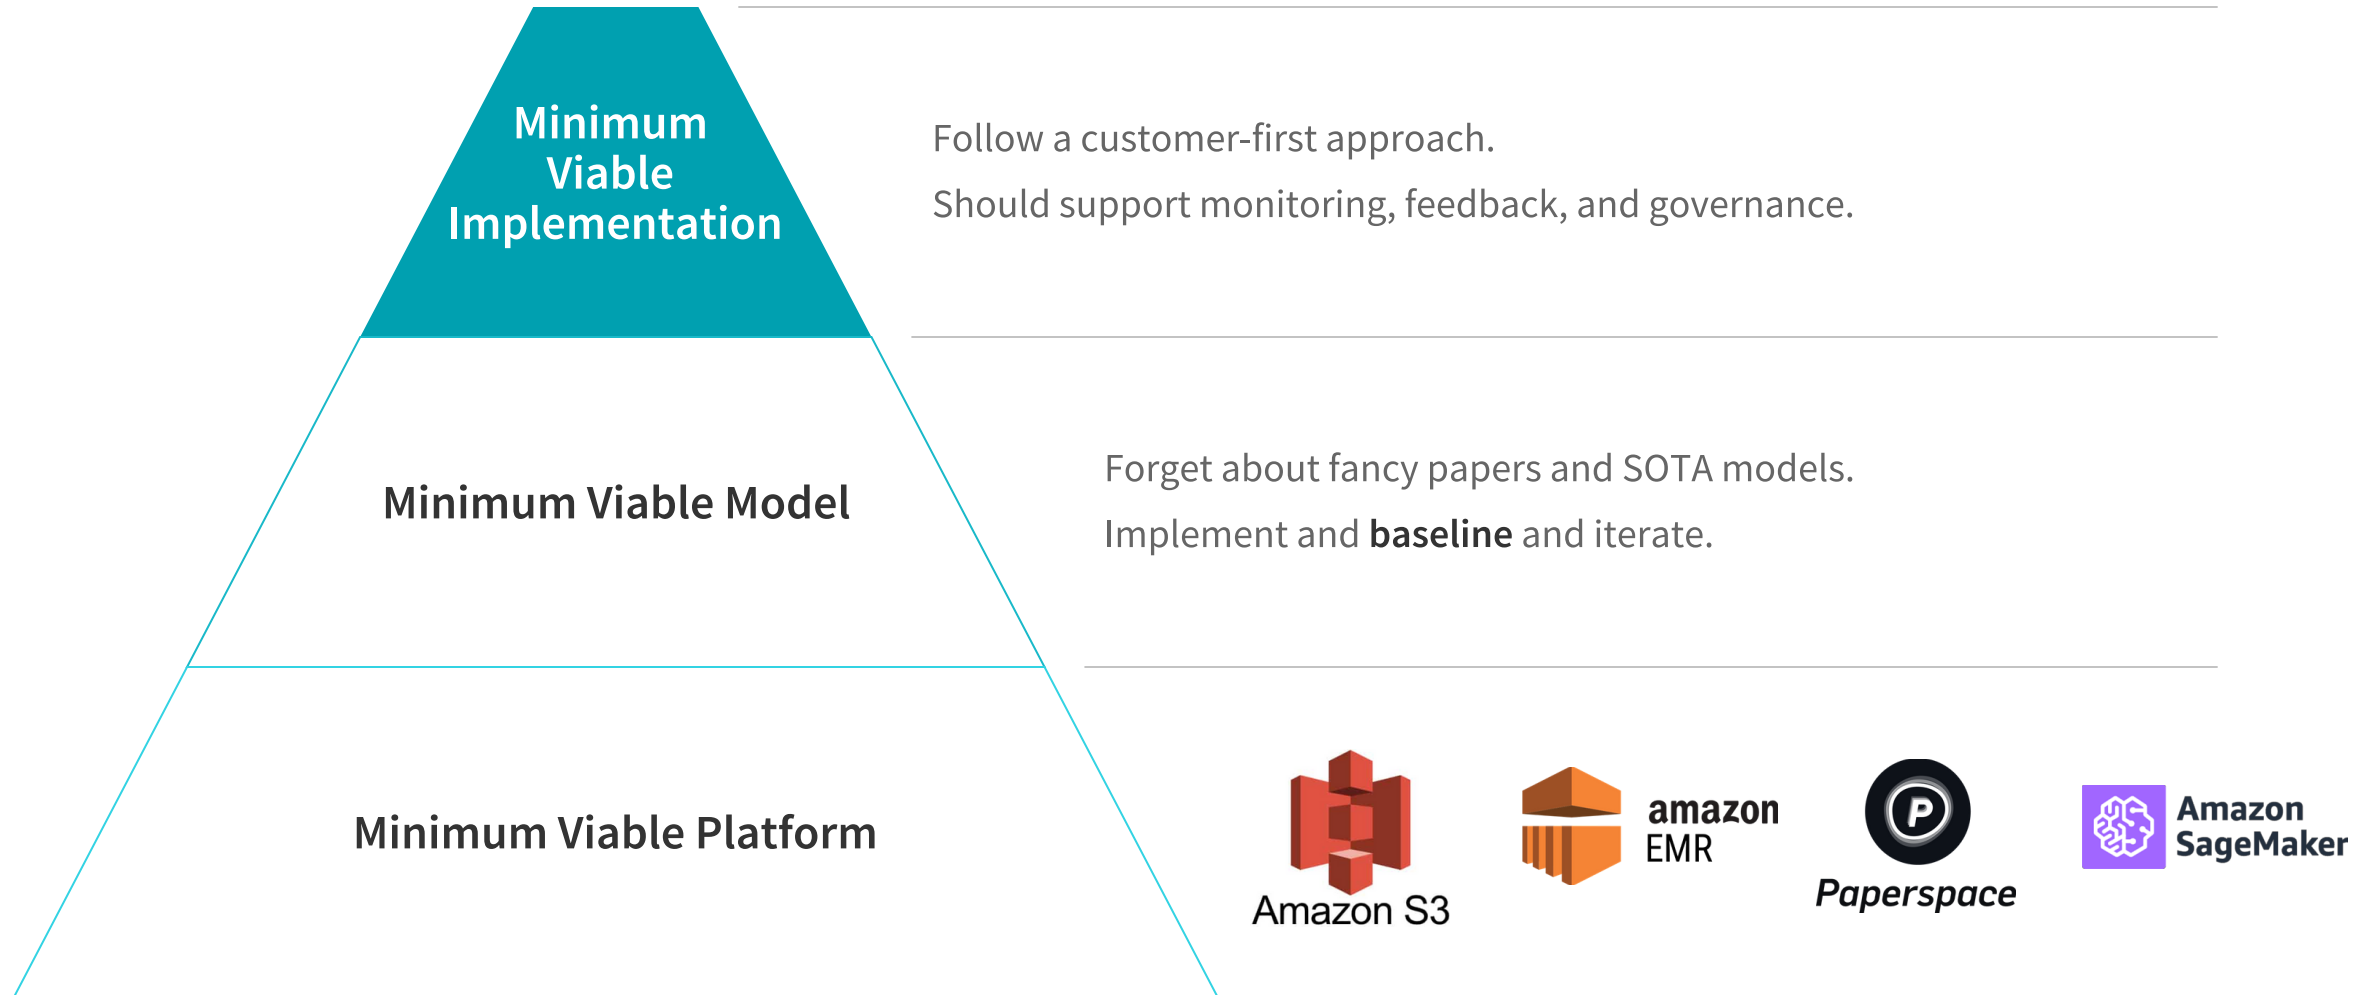 Minimum
Viable
Implementation
Follow a customer-first approach.
Should support monitoring, feedback, and governance.
Minimum Viable Model
Forget about fancy papers and SOTA models.
Implement and baseline and iterate.
Minimum Viable Platform
Amazon S3
amazon
EMR
P
Paperspace
Amazon
SageMaker